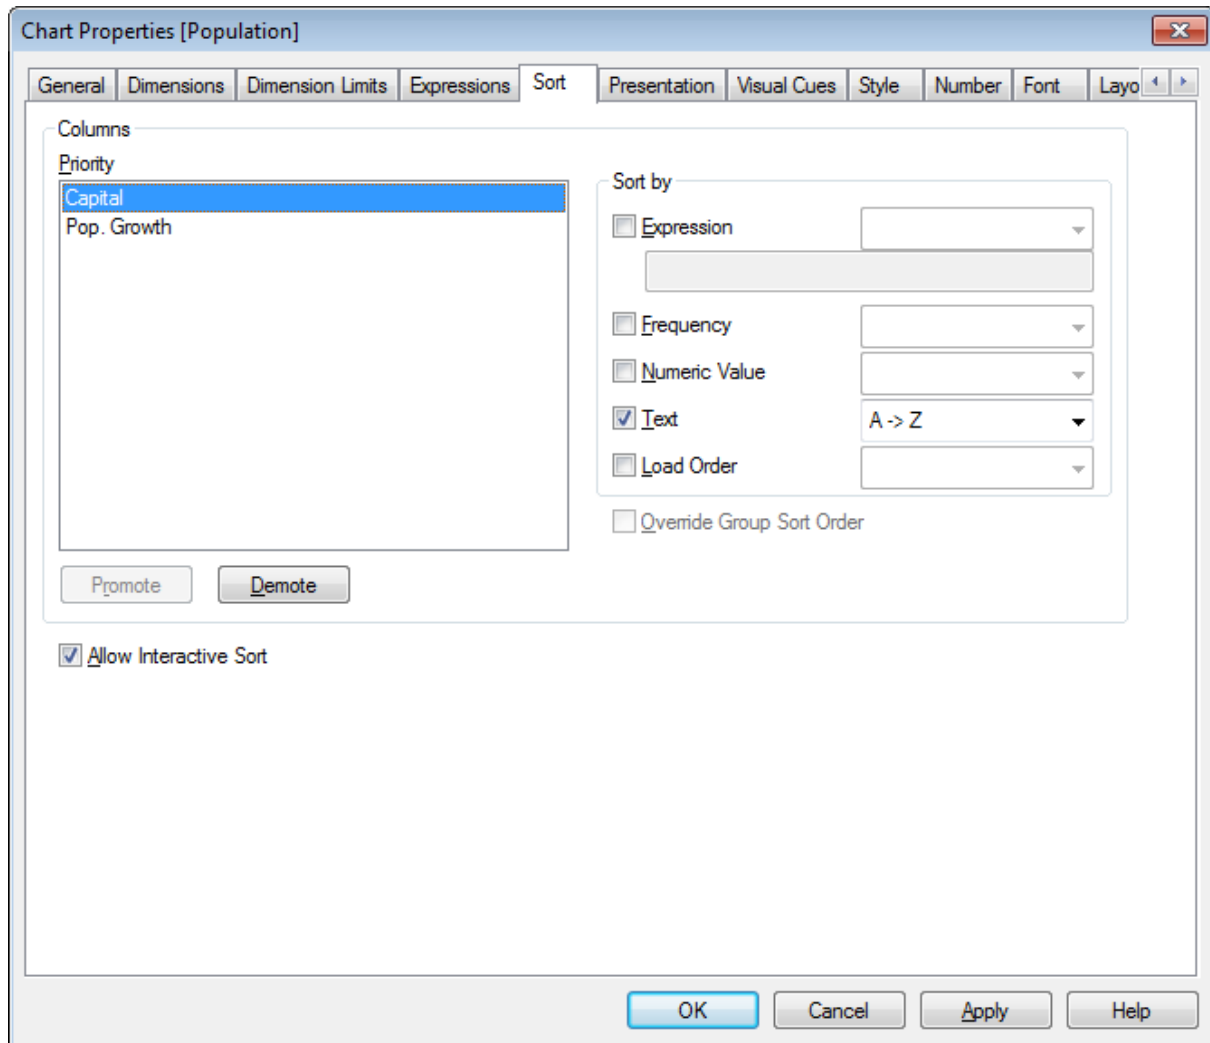 Chart Properties [Population]
General Dimensions Dimension Limits Expressions Sort Presentation Visual Cues Style Number Font Layo
Columns
Priority
Capital
Pop. Growth
Sort by
Expression
Frequency
Numeric Value
Text A -> Z
Load Order
Override Group Sort Order
Promote Demote
Allow Interactive Sort
OK Cancel Apply Help